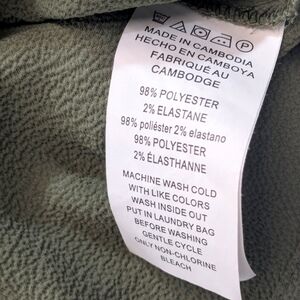 MADE IN CAMBODIA
HECHO EN CAMBOYA
FABRIQUÉ AU
CAMBODGE
98% POLYESTER
2% ELASTANE
98% poliéster 2% elastano
98% POLYESTER
2% ÉLASTHANNE
MACHINE WASH COLD
WITH LIKE COLORS
WASH INSIDE OUT
PUT IN LAUNDRY BAG
BEFORE WASHING
GENTLE CYCLE
ONLY NON-CHLORINE
BLEACH